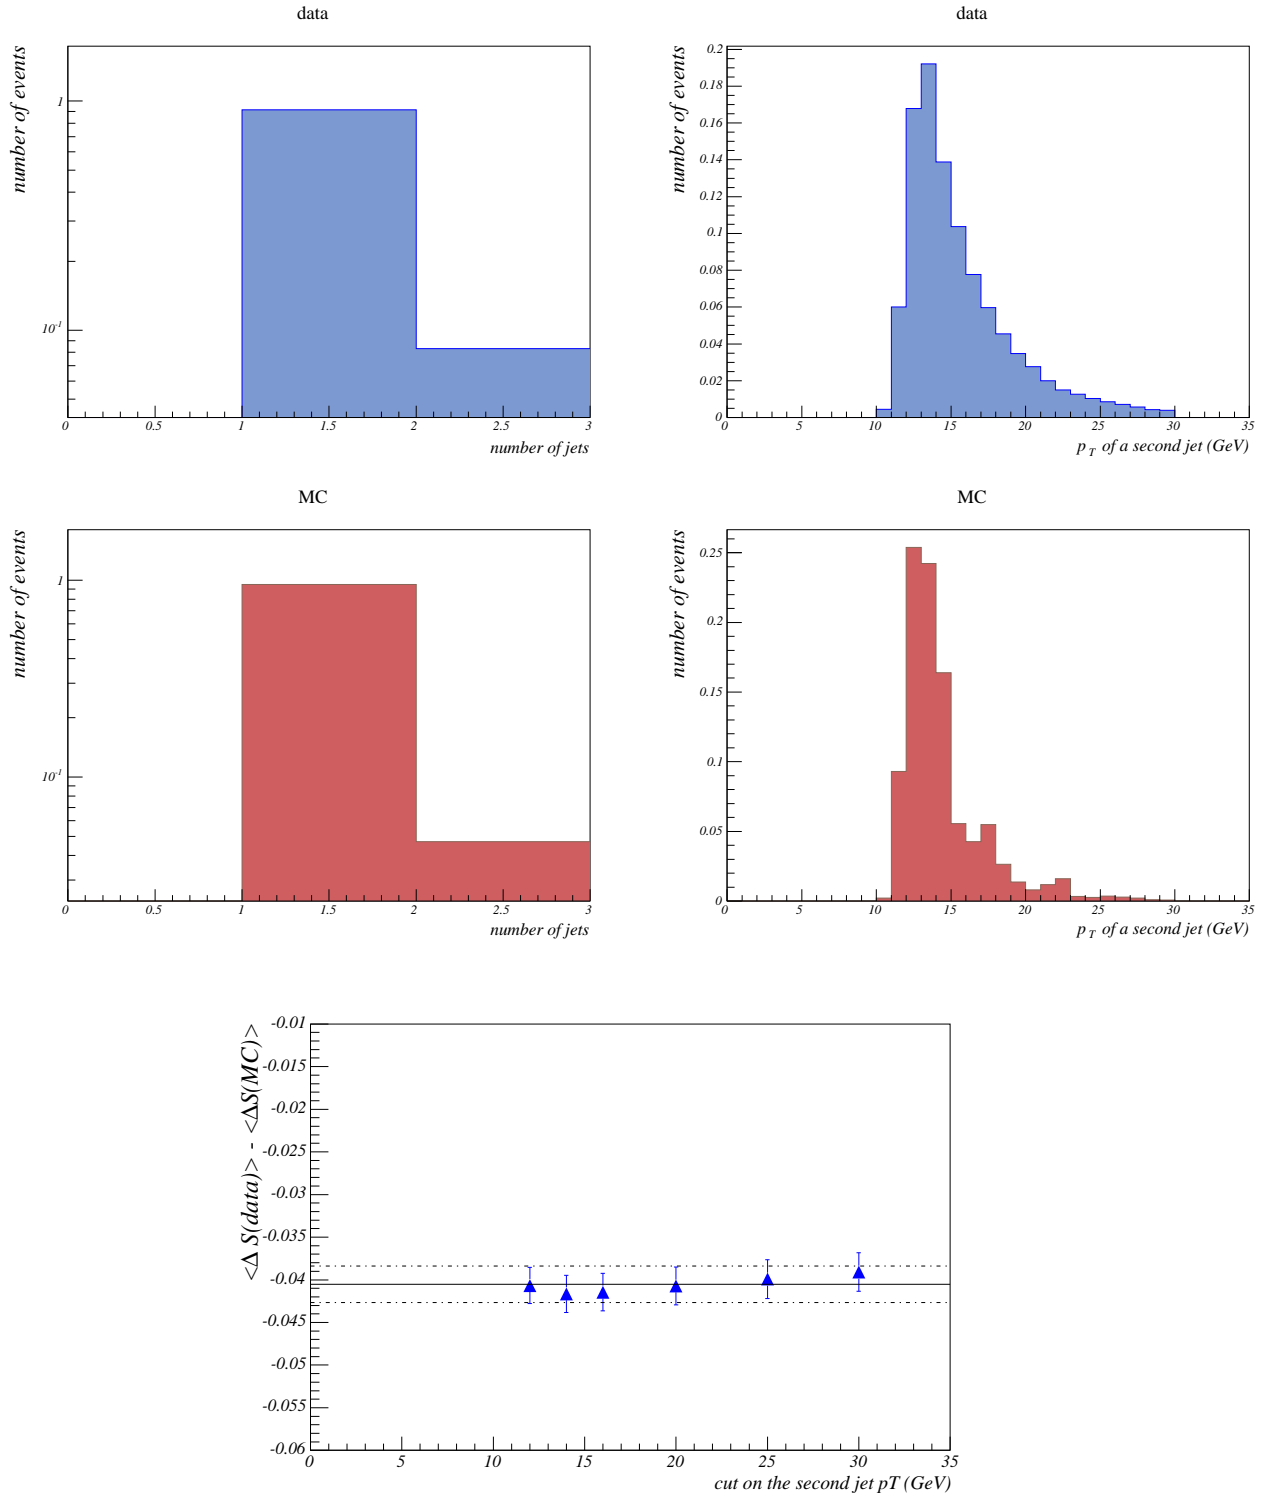 data
number of events
1
10-1
0 0.5 1 1.5 2 2.5 3
number of jets
data
number of events
0.2
0.18
0.16
0.14
0.12
0.1
0.08
0.06
0.04
0.02
0
0 5 10 15 20 25 30 35
p T of a second jet (GeV)
MC
number of events
1
10-1
0 0.5 1 1.5 2 2.5 3
number of jets
MC
number of events
0.25
0.2
0.15
0.1
0.05
0
0 5 10 15 20 25 30 35
p T of a second jet (GeV)
<Δ S(data)> - <ΔS(MC)>
-0.01
-0.015
-0.02
-0.025
-0.03
-0.035
-0.04
-0.045
-0.05
-0.055
-0.06
0 5 10 15 20 25 30 35
cut on the second jet pT (GeV)